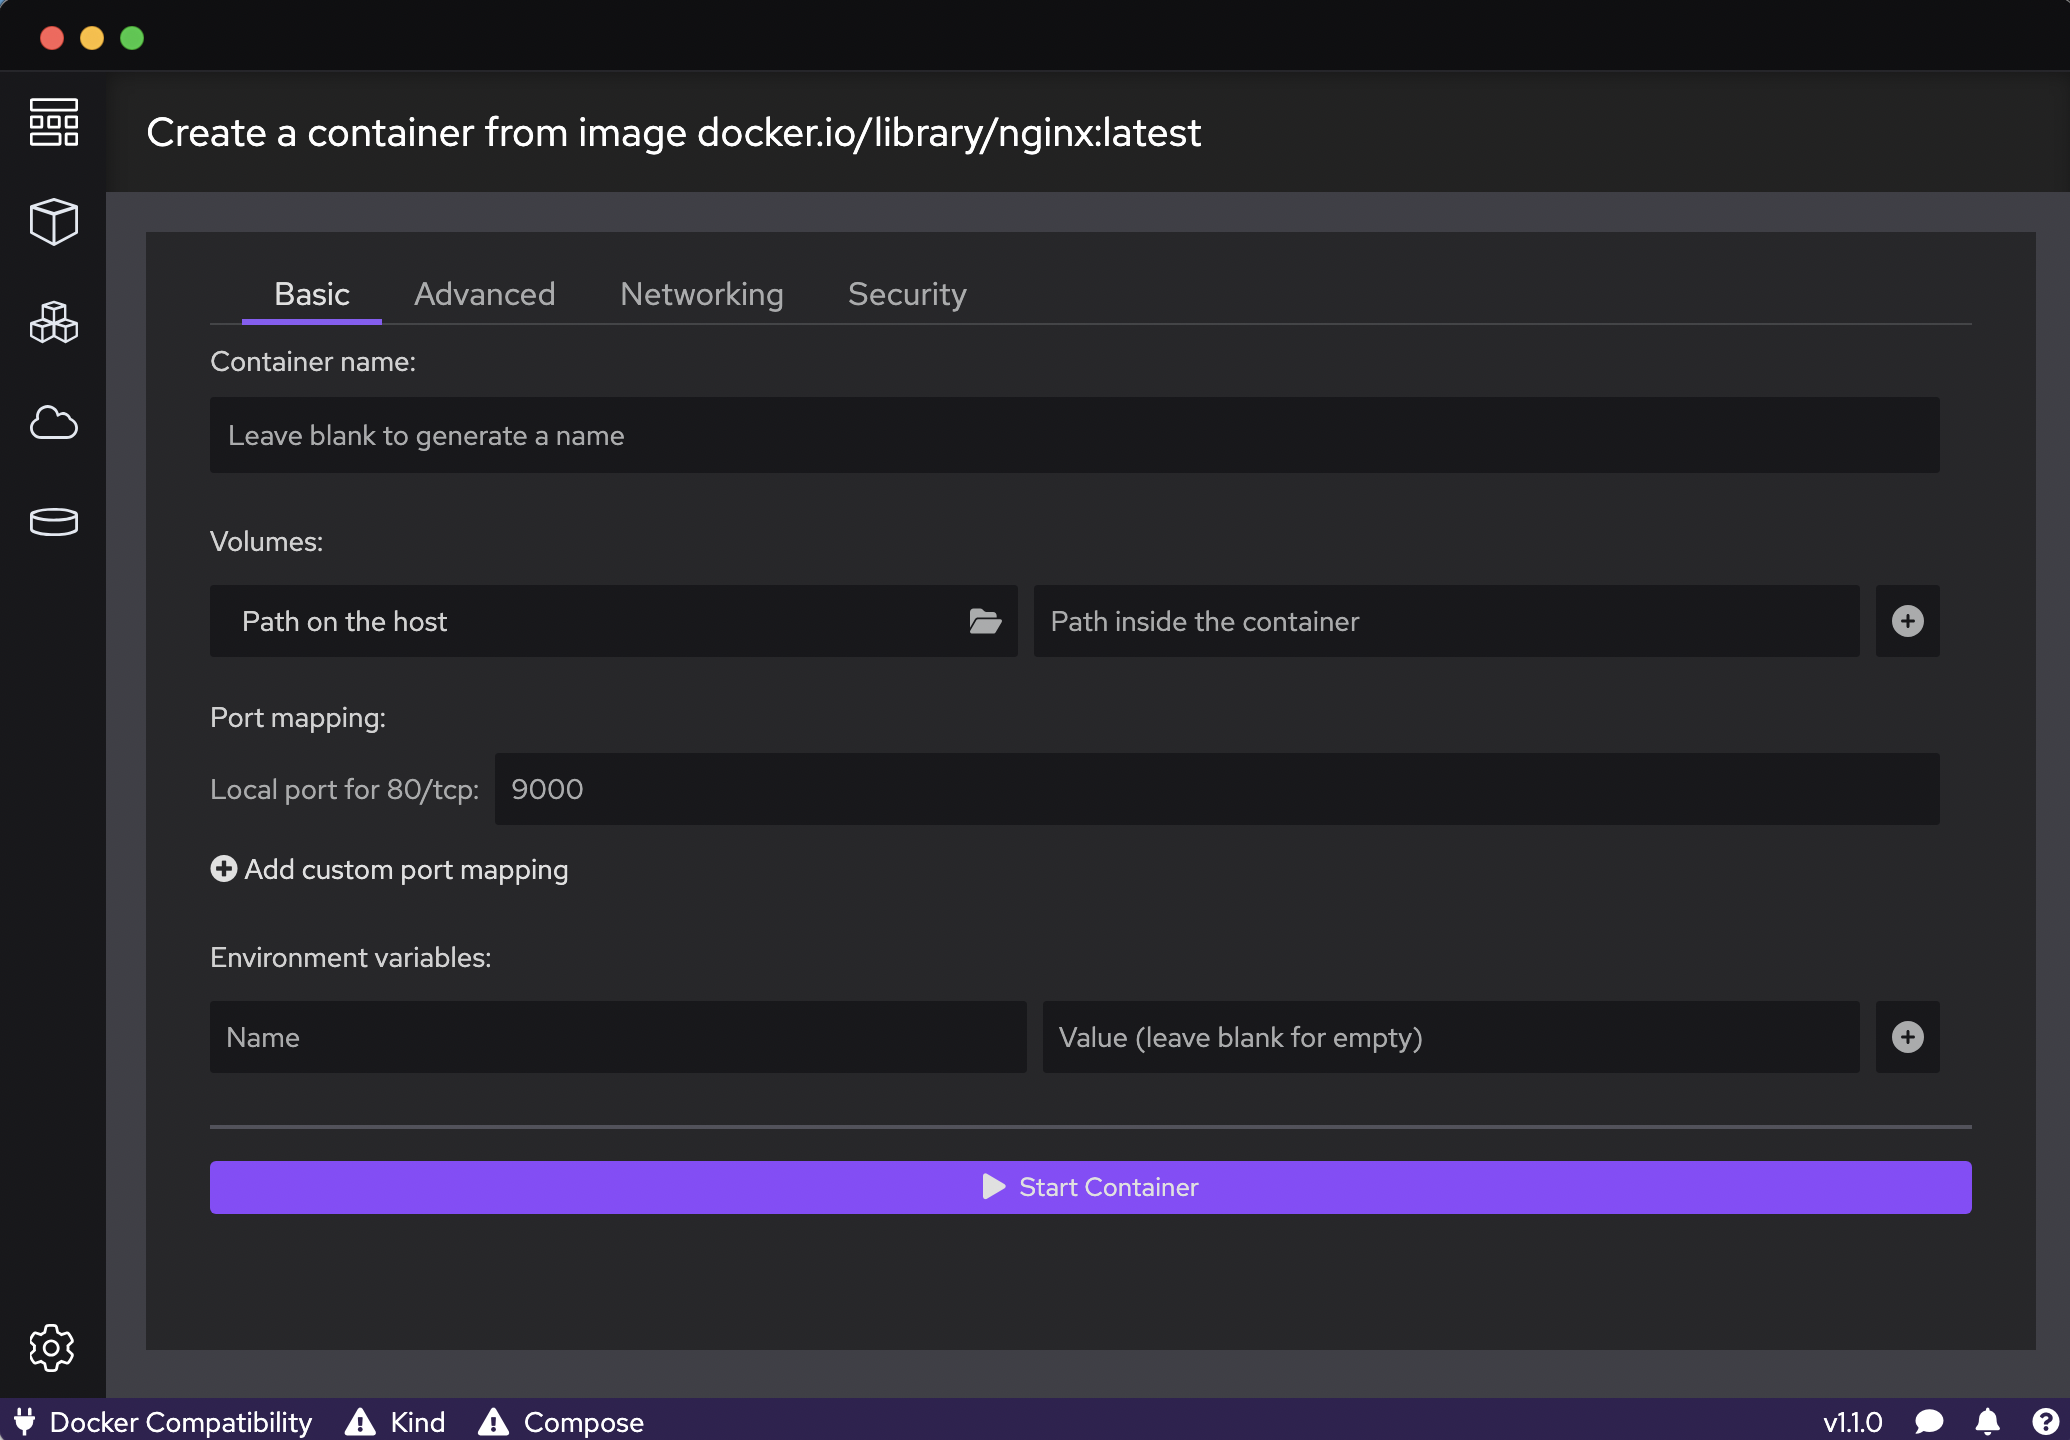 Create a container from image docker.io/library/nginx:latest
Basic Advanced Networking Security
Container name:
Leave blank to generate a name
Volumes:
Path on the host Path inside the container
Port mapping:
Local port for 80/tcp: 9000
Add custom port mapping
Environment variables:
Name Value (leave blank for empty)
Start Container
Docker Compatibility Kind Compose v1.1.0